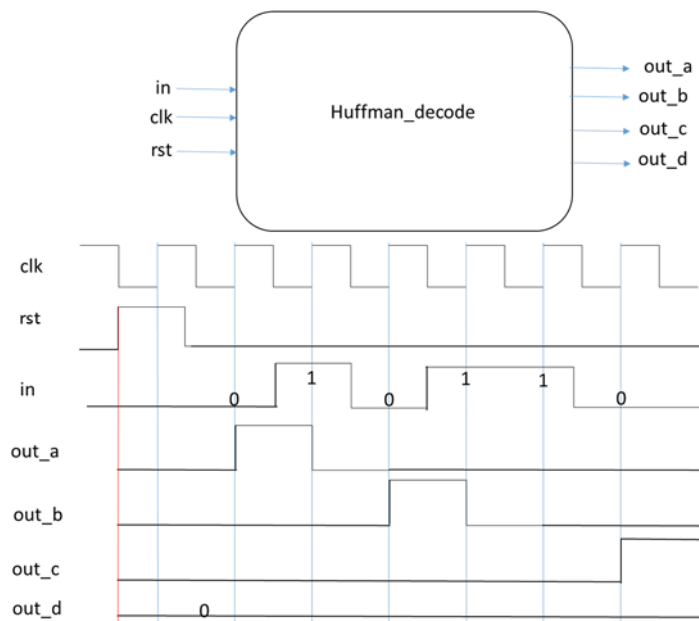 in
clk
rst
Huffman_decode
out_a
out_b
out_c
out_d
clk
rst
in
0 1 0 1 1 0
out_a
out_b
out_c
out_d
0